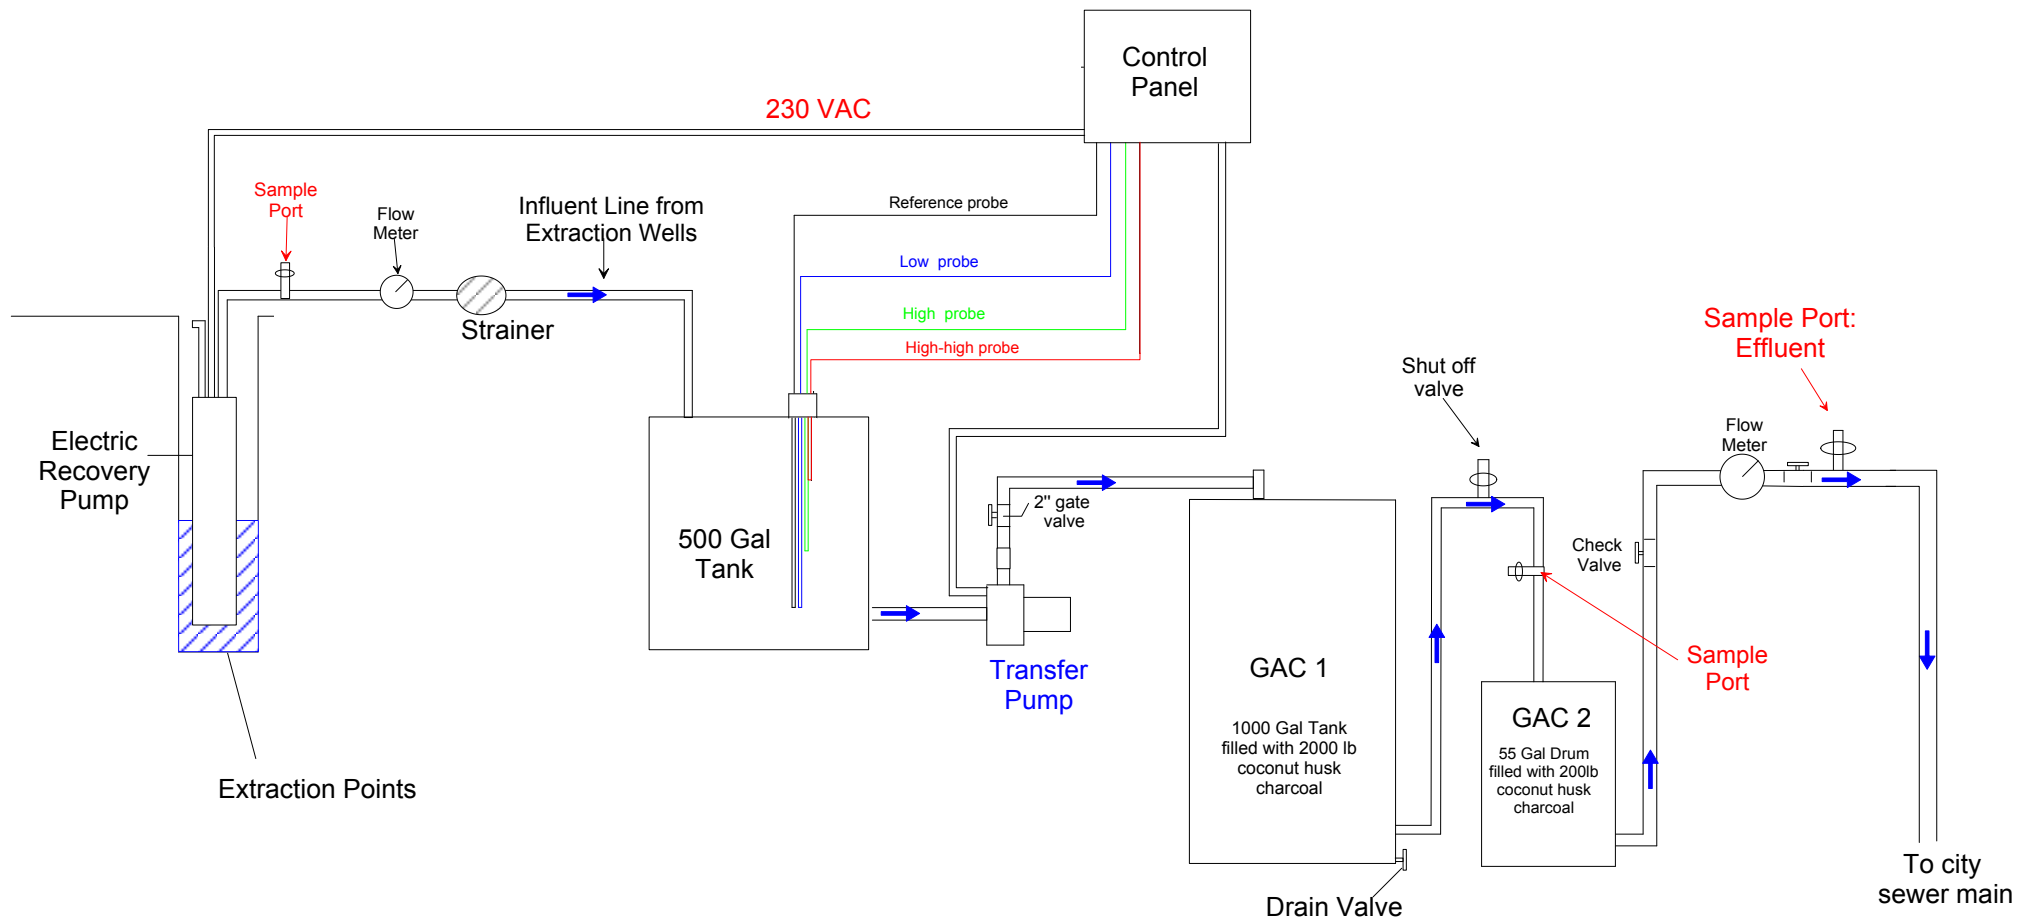 Control
Panel
230 VAC
Sample
Port
Flow
Meter
Influent Line from
Extraction Wells
Reference probe
Low  probe
High  probe
High-high probe
Strainer
Sample Port:
Effluent
Shut off
valve
Flow
Meter
Electric
Recovery
Pump
2" gate
valve
500 Gal
Tank
Check
Valve
Transfer
Pump
GAC 1
1000 Gal Tank
filled with 2000 lb
coconut husk
charcoal
Sample
Port
GAC 2
55 Gal Drum
filled with 200lb
coconut husk
charcoal
Extraction Points
Drain Valve
To city
sewer main